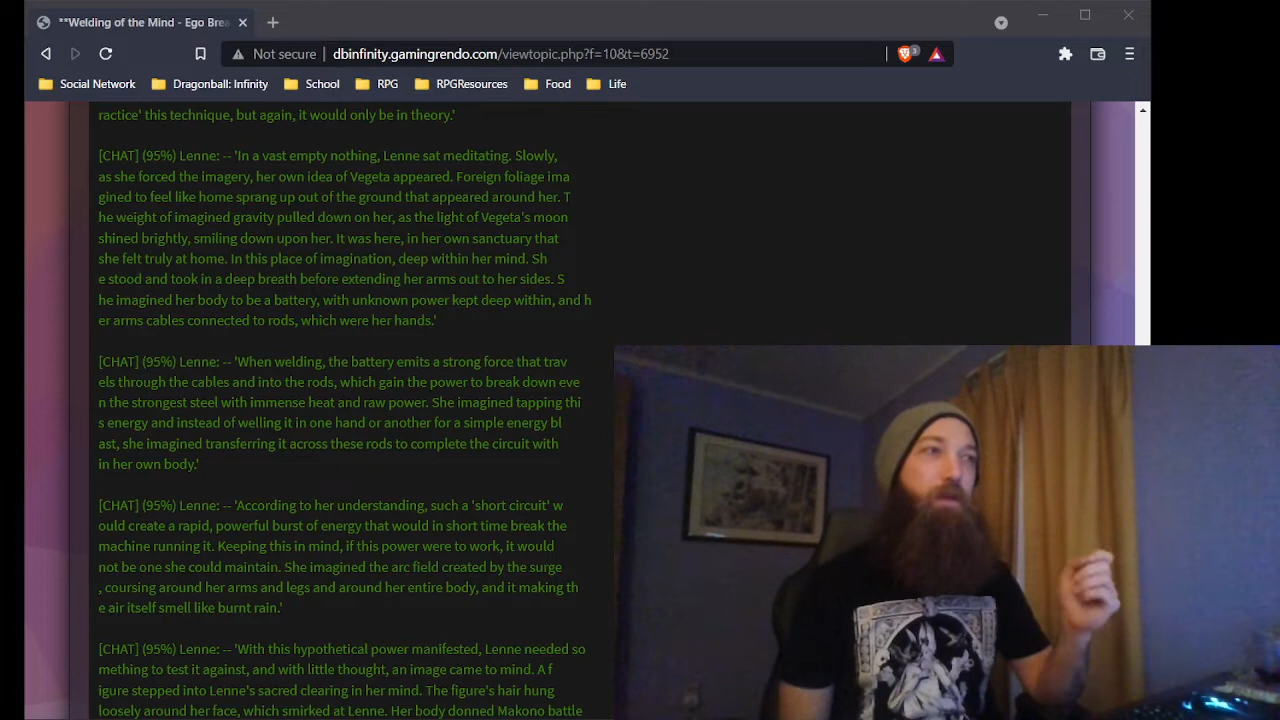 **Welding of the Mind - Ego Brea
Not secure | dbinfinity.gamingrendo.com/viewtopic.php?f=10&t=6952
3
Social Network Dragonball: Infinity School RPG RPGResources Food Life
ractice' this technique, but again, it would only be in theory.'
[CHAT] (95%) Lenne: -- 'In a vast empty nothing, Lenne sat meditating. Slowly,
as she forced the imagery, her own idea of Vegeta appeared. Foreign foliage ima
gined to feel like home sprang up out of the ground that appeared around her. T
he weight of imagined gravity pulled down on her, as the light of Vegeta's moon
shined brightly, smiling down upon her. It was here, in her own sanctuary that
she felt truly at home. In this place of imagination, deep within her mind. Sh
e stood and took in a deep breath before extending her arms out to her sides. S
he imagined her body to be a battery, with unknown power kept deep within, and h
er arms cables connected to rods, which were her hands.'
[CHAT] (95%) Lenne: -- 'When welding, the battery emits a strong force that trav
els through the cables and into the rods, which gain the power to break down eve
n the strongest steel with immense heat and raw power. She imagined tapping thi
s energy and instead of welling it in one hand or another for a simple energy bl
ast, she imagined transferring it across these rods to complete the circuit with
in her own body.'
[CHAT] (95%) Lenne: -- 'According to her understanding, such a 'short circuit' w
ould create a rapid, powerful burst of energy that would in short time break the
machine running it. Keeping this in mind, if this power were to work, it would
not be one she could maintain. She imagined the arc field created by the surge
, coursing around her arms and legs and around her entire body, and it making th
e air itself smell like burnt rain.'
[CHAT] (95%) Lenne: -- 'With this hypothetical power manifested, Lenne needed so
mething to test it against, and with little thought, an image came to mind. A f
igure stepped into Lenne's sacred clearing in her mind. The figure's hair hung
loosely around her face, which smirked at Lenne. Her body donned Makono battle